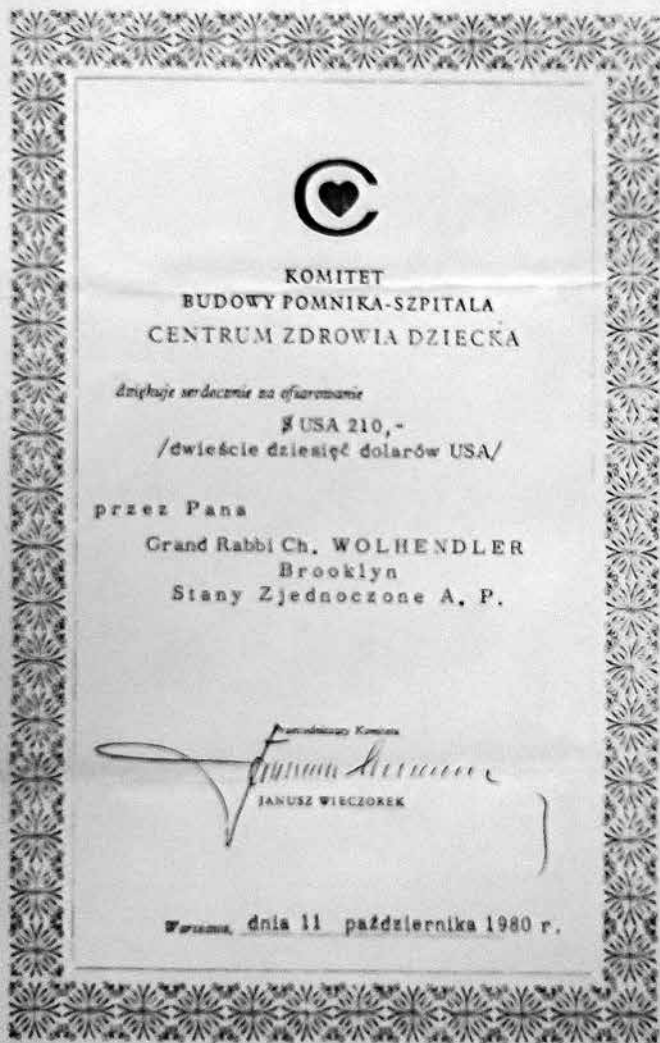 KOMITET
BUDOWY POMNIKA-SZPITALA
CENTRUM ZDROWIA DZIECKA
dziękuje serdecznie za ofiarowanie
$ USA 210,-
/dwieście dziesięć dolarów USA/
przez Pana
Grand Rabbi Ch. WOLHENDLER
Brooklyn
Stany Zjednoczone A. P.
Przewodniczący Komitetu
JANUSZ WIECZOREK
Warszawa, dnia 11 października 1980 r.